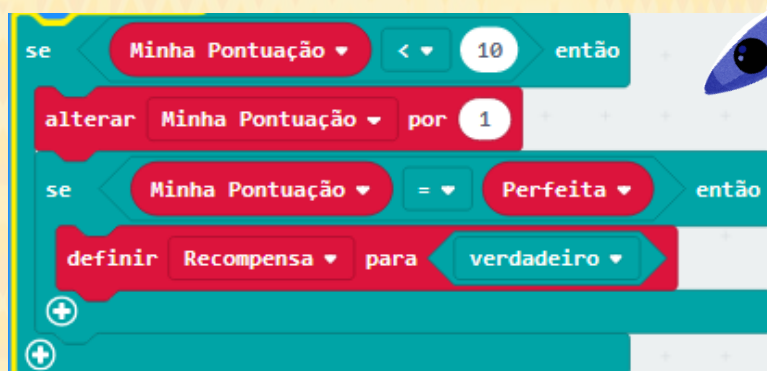 se Minha Pontuação < 10 então
alterar Minha Pontuação por 1
se Minha Pontuação = Perfeita então
definir Recompensa para verdadeiro